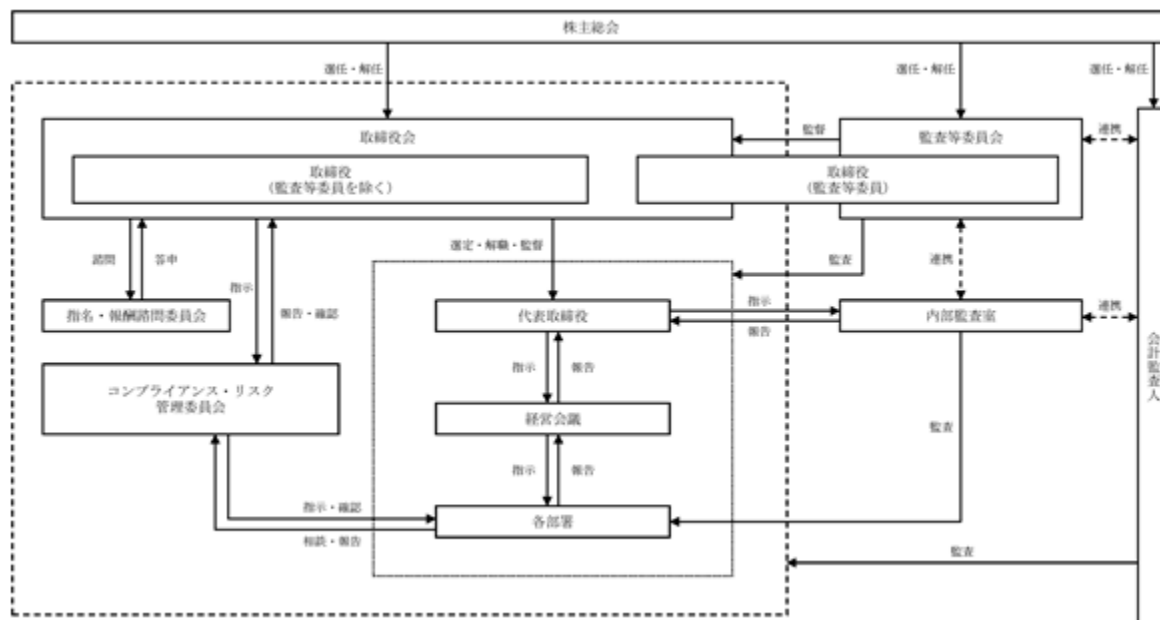 株主総会
選任・解任
選任・解任
選任・解任
取締役会
監督
監査等委員会
連携
取締役
(監査等委員を除く)
取締役
(監査等委員)
諮問
答申
指示
報告・確認
選定・解職・監督
監査
連携
指名・報酬諮問委員会
代表取締役
指示
報告
内部監査室
連携
会計監査人
コンプライアンス・リスク
管理委員会
指示
報告
経営会議
監査
指示
報告
指示・確認
各部署
相談・報告
監査